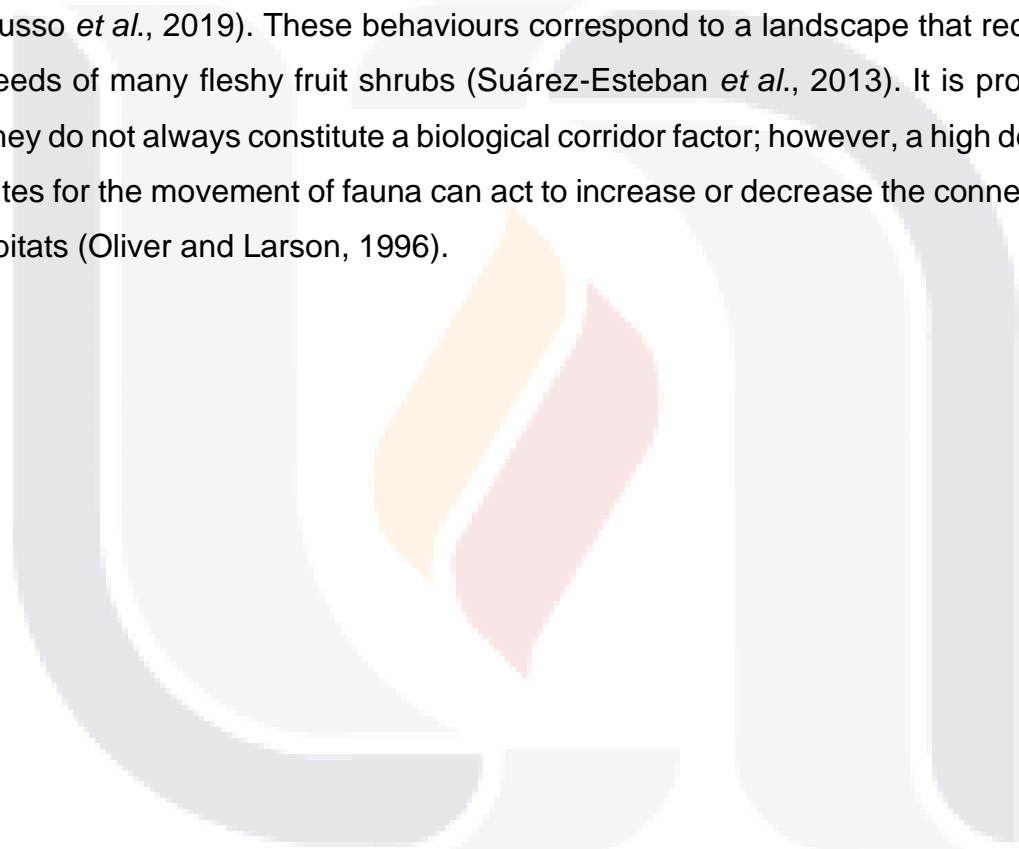 usso et al., 2019). These behaviours correspond to a landscape that rec
eeds of many fleshy fruit shrubs (Suárez-Esteban et al., 2013). It is pro
ney do not always constitute a biological corridor factor; however, a high de
tes for the movement of fauna can act to increase or decrease the conne
bitats (Oliver and Larson, 1996).